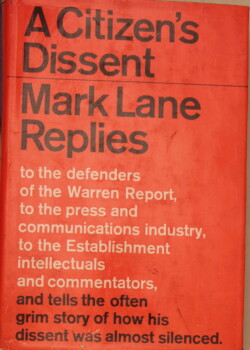 A Citizen's
Dissent
Mark Lane
Replies
to the defenders
of the Warren Report,
to the press and
communications industry,
to the Establishment
intellectuals
and commentators,
and tells the often
grim story of how his
dissent was almost silenced.